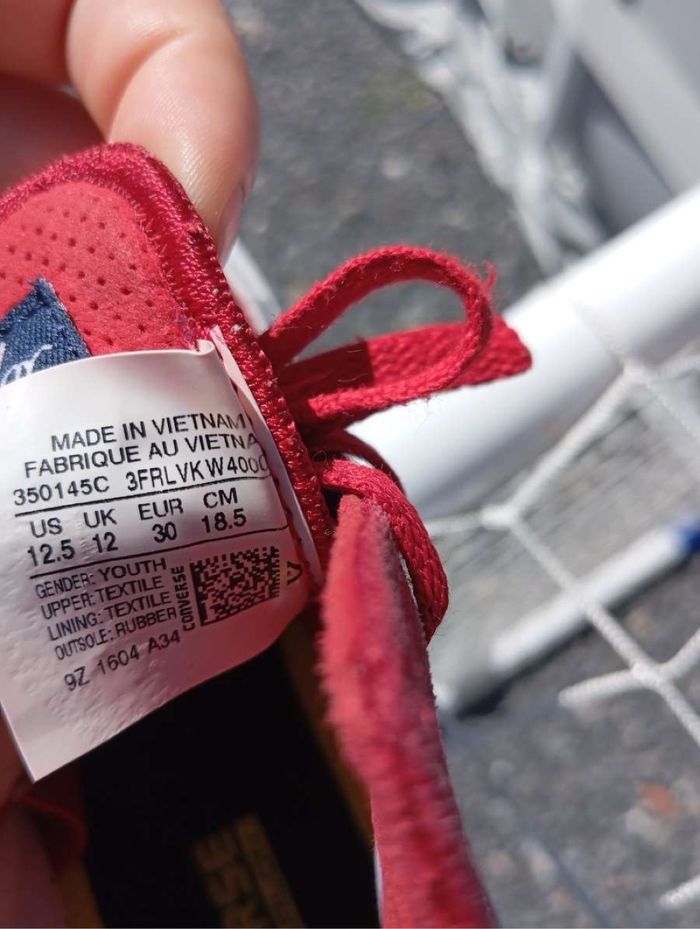 MADE IN VIETNAM
FABRIQUE AU VIETNA
350145C 3FRLVKW400
US UK EUR CM
12.5 12 30 18.5
GENDER: YOUTH
UPPER: TEXTILE
LINING: TEXTILE
OUTSOLE: RUBBER
CONVERSE
9Z 1604 A34